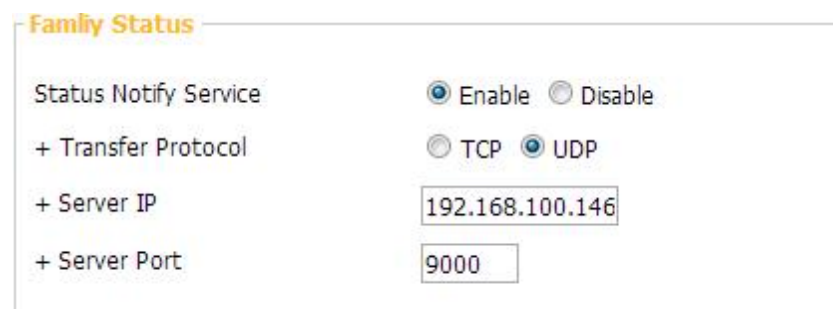 Famliy Status
Status Notify Service Enable Disable
+ Transfer Protocol TCP UDP
+ Server IP 192.168.100.146
+ Server Port 9000